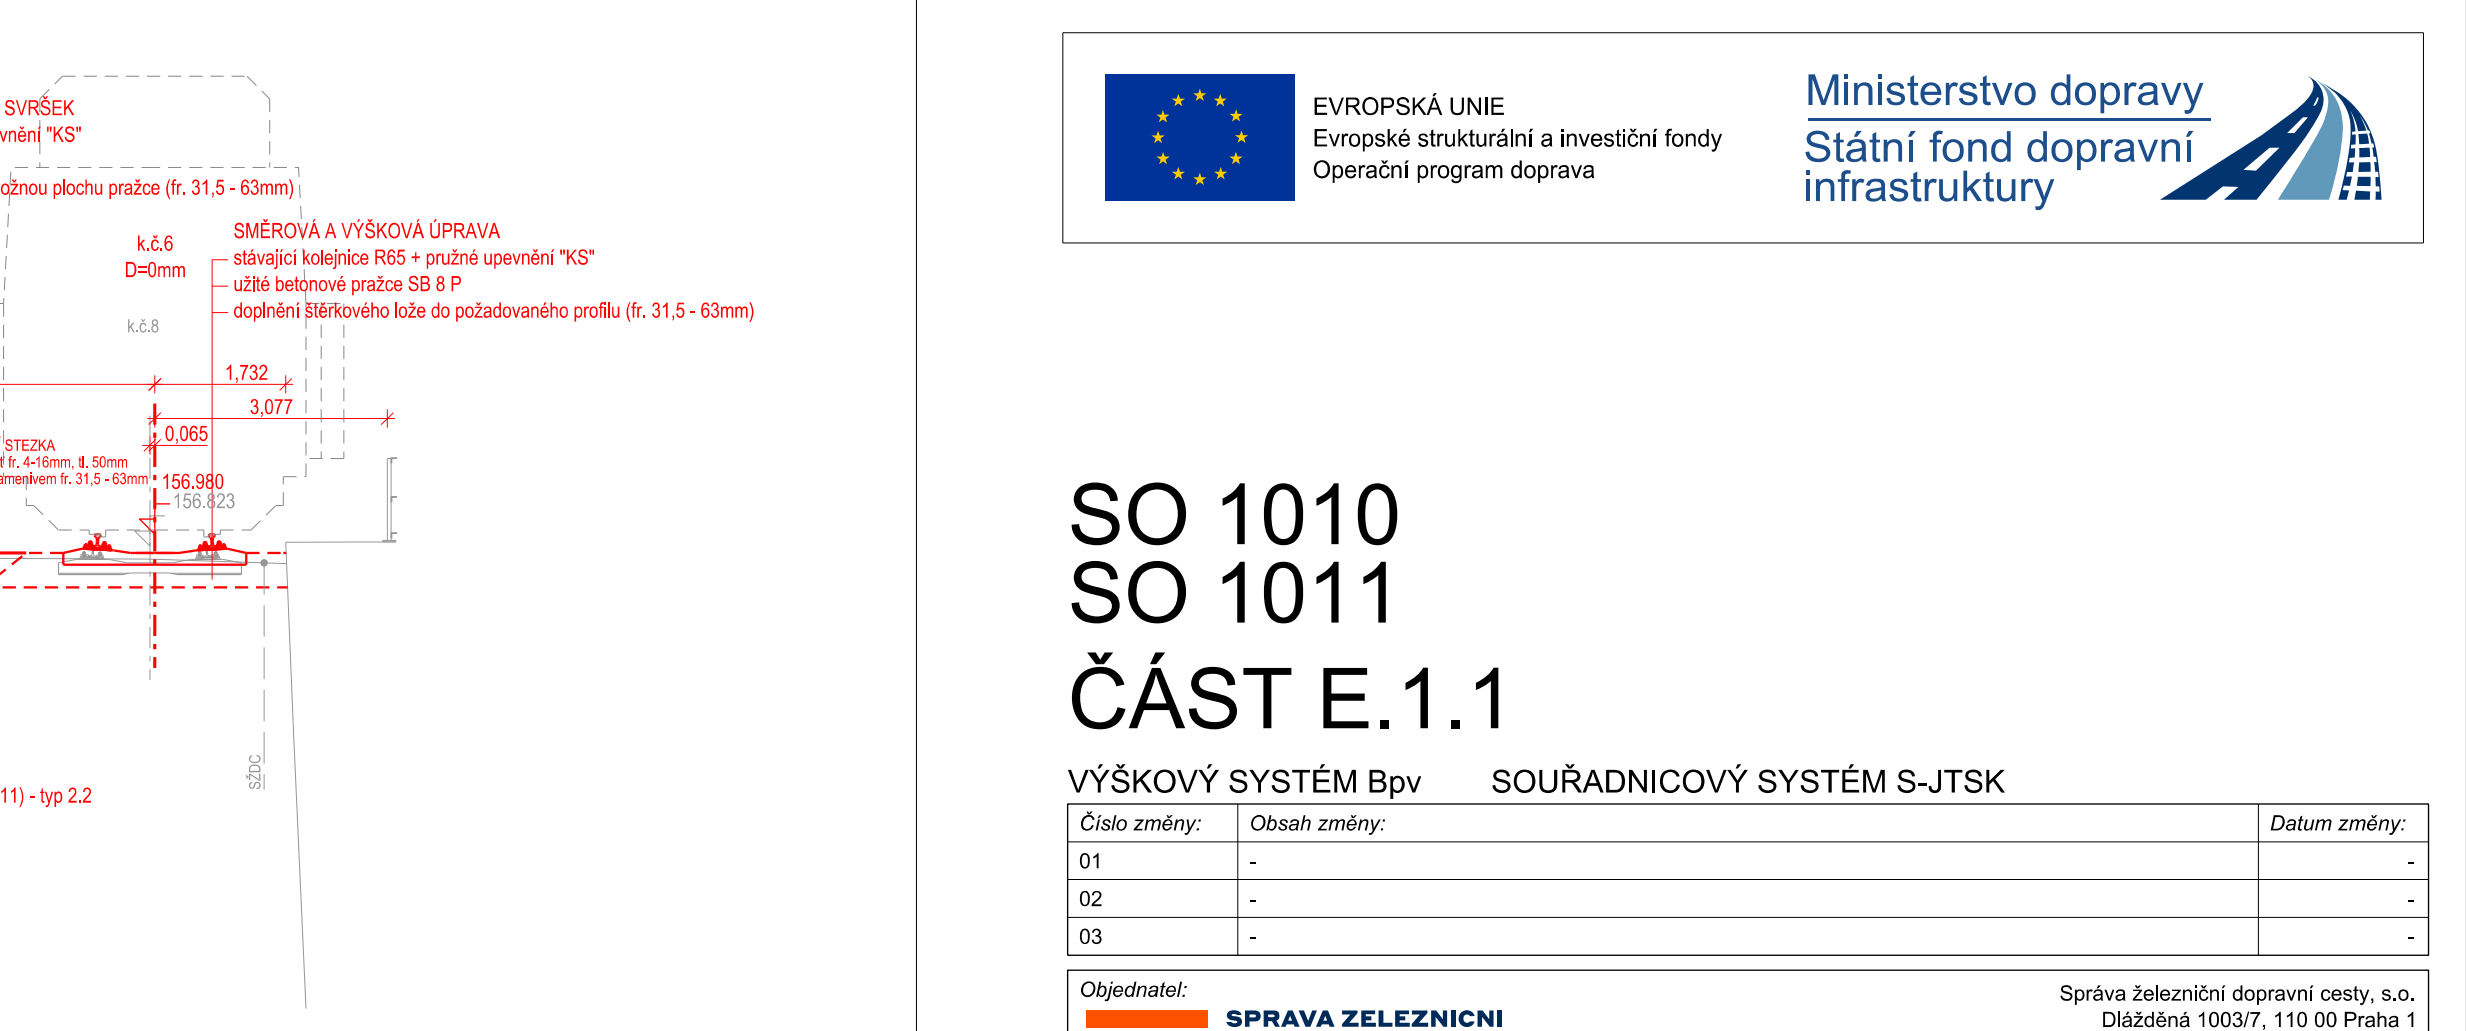 SVRŠEK
vnění "KS"
ožnou plochu pražce (fr. 31,5 - 63mm)
k.č.6
D=0mm
SMĚROVÁ A VÝŠKOVÁ ÚPRAVA
stávající kolejnice R65 + pružné upevnění "KS"
užité betonové pražce SB 8 P
doplnění štěrkového lože do požadovaného profilu (fr. 31,5 - 63mm)
k.č.8
1,732
3,077
0,065
STEZKA
fr. 4-16mm, tl. 50mm
amenivem fr. 31,5 - 63mm
156.980
156.823
SŽDC
11) - typ 2.2
EVROPSKÁ UNIE
Evropské strukturální a investiční fondy
Operační program doprava
Ministerstvo dopravy
Státní fond dopravní
infrastruktury
SO 1010
SO 1011
ČÁST E.1.1
VÝŠKOVÝ SYSTÉM Bpv SOUŘADNICOVÝ SYSTÉM S-JTSK
Číslo změny: Obsah změny: Datum změny:
01 - -
02 - -
03 - -
Objednatel:
SPRAVA ZELEZNICNI
Správa železniční dopravní cesty, s.o.
Dlážděná 1003/7, 110 00 Praha 1